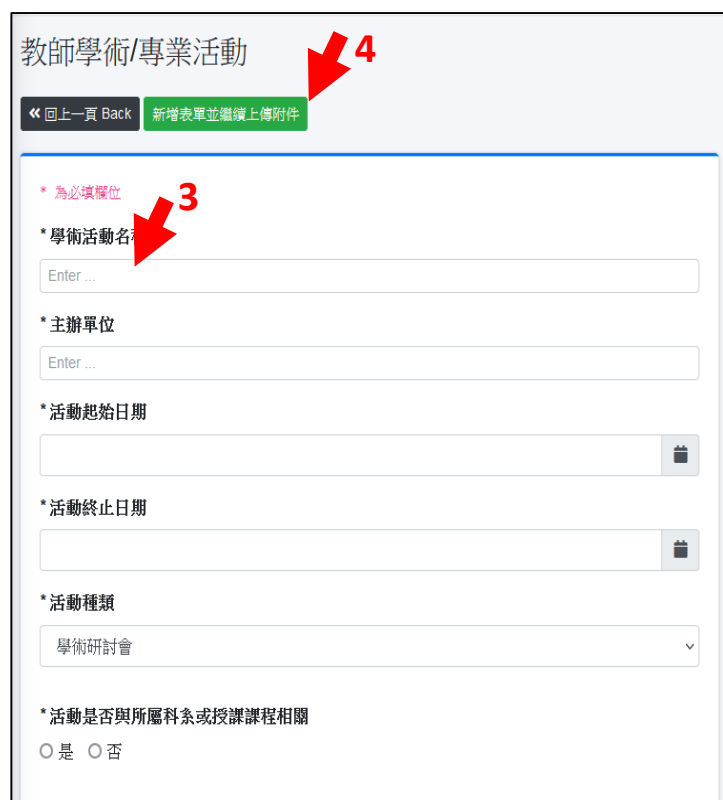 教師學術/專業活動
4
« 回上一頁 Back
新增表單並繼續上傳附件
* 為必填欄位
3
*學術活動名稱
Enter ...
*主辦單位
Enter ...
*活動起始日期
*活動終止日期
*活動種類
學術研討會
*活動是否與所屬科系或授課課程相關
是 否